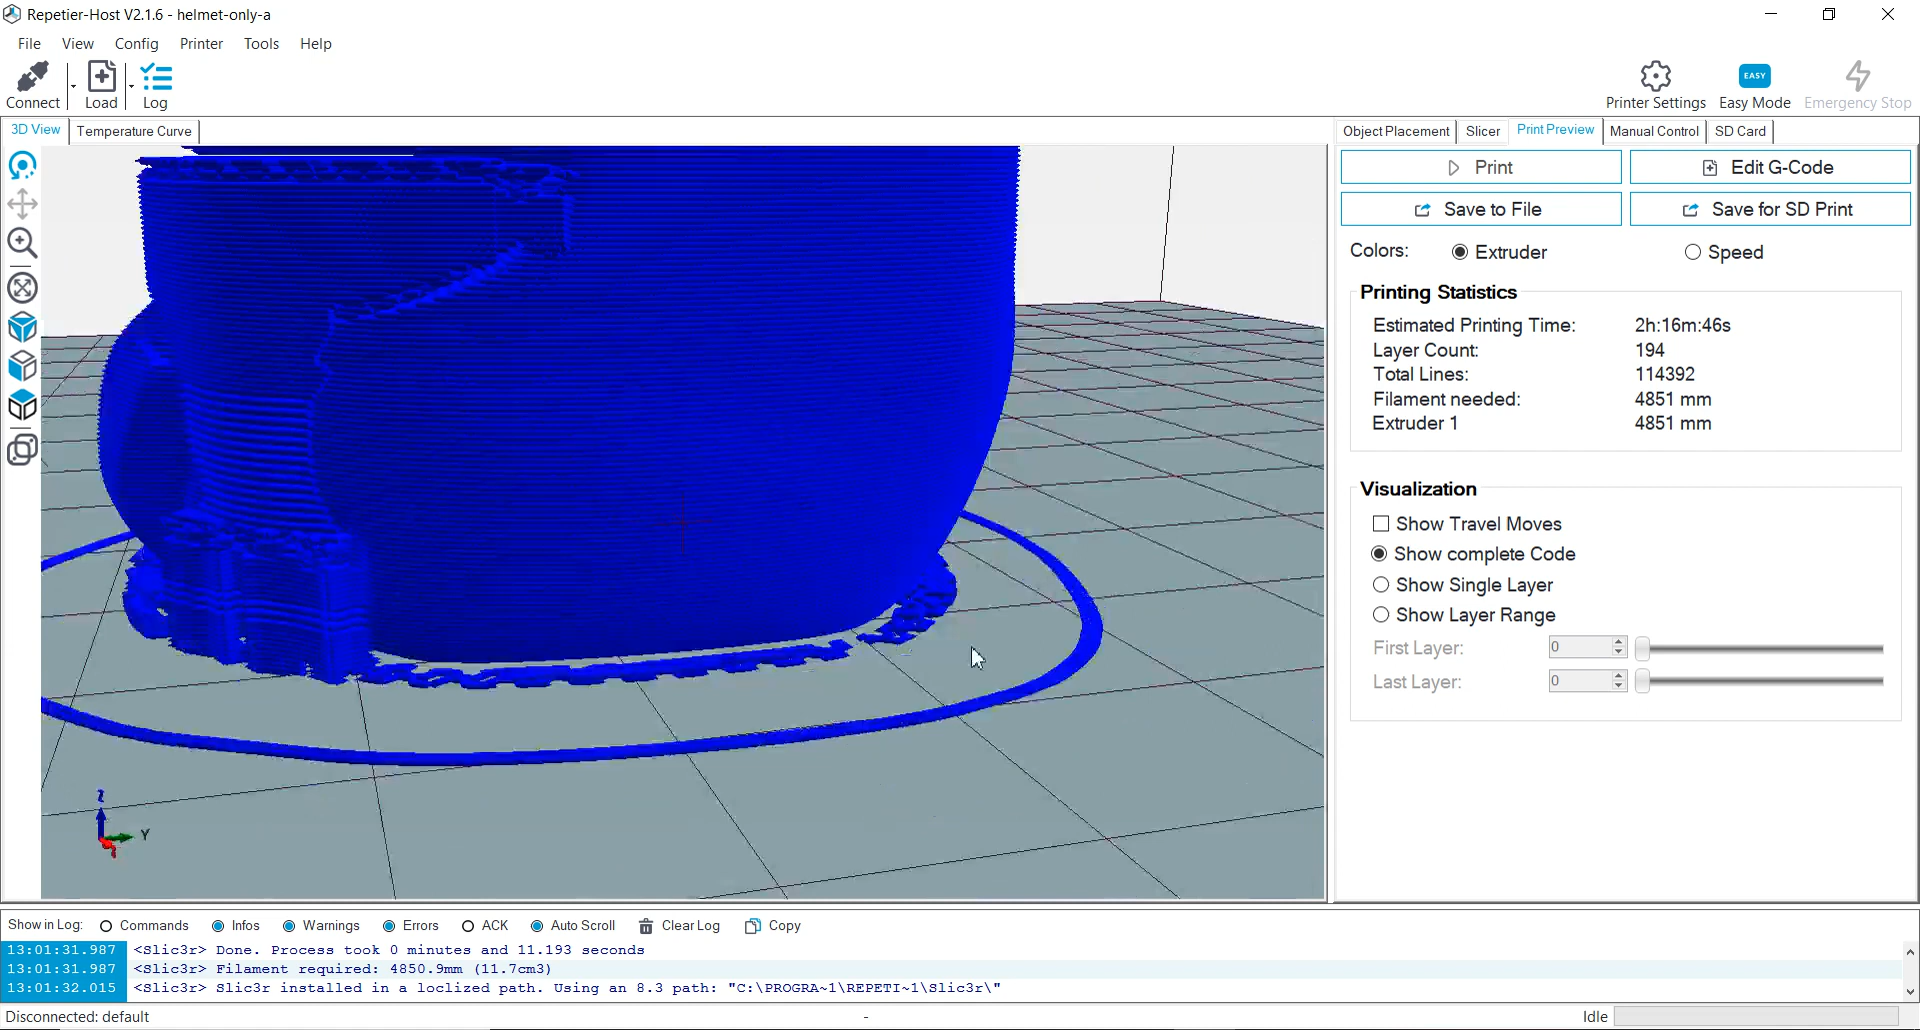 Repetier-Host V2.1.6 - helmet-only-a
File View Config Printer Tools Help
Connect Load Log Printer Settings EASY Easy Mode Emergency Stop
3D View Temperature Curve Object Placement Slicer Print Preview Manual Control SD Card
Print Edit G-Code
Save to File Save for SD Print
Colors: Extruder Speed
Printing Statistics
Estimated Printing Time: 2h:16m:46s
Layer Count: 194
Total Lines: 114392
Filament needed: 4851 mm
Extruder 1 4851 mm
Visualization
Show Travel Moves
Show complete Code
Show Single Layer
Show Layer Range
First Layer: 0
Last Layer: 0
Z
Y
Show in Log: Commands Infos Warnings Errors ACK Auto Scroll Clear Log Copy
13:01:31.987 <Slic3r> Done. Process took 0 minutes and 11.193 seconds
13:01:31.987 <Slic3r> Filament required: 4850.9mm (11.7cm3)
13:01:32.015 <Slic3r> Slic3r installed in a loclized path. Using an 8.3 path: "C:\PROGRA~1\REPETI~1\Slic3r\"
Disconnected: default - Idle